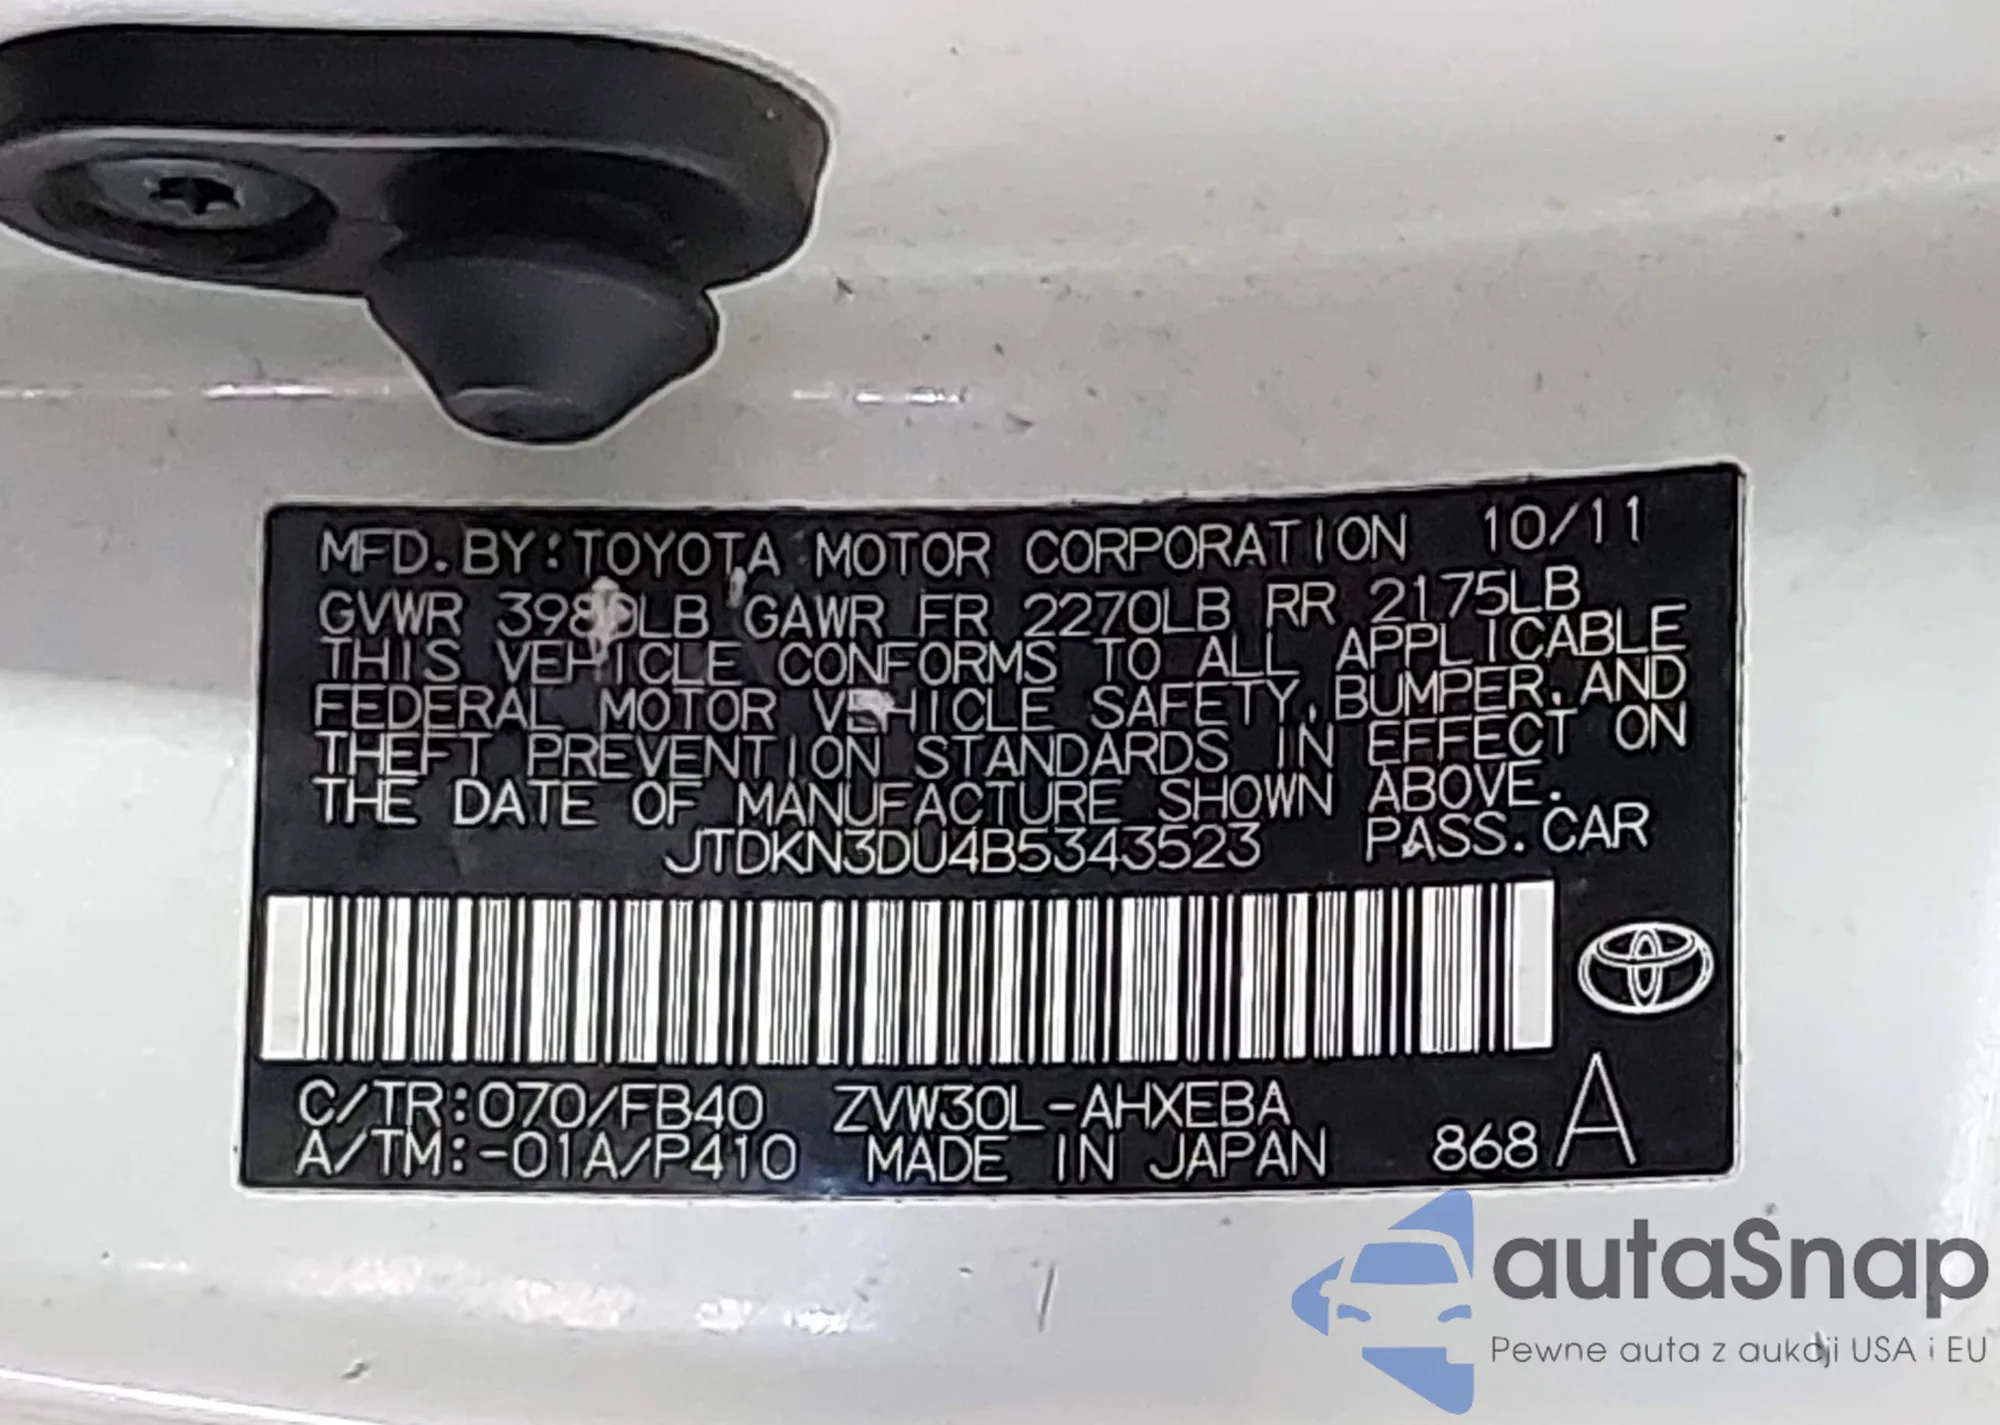 MFD. BY: TOYOTA MOTOR CORPORATION 10/11
GVWR 3980LB GAWR FR 2270LB RR 2175LB
THIS VEHICLE CONFORMS TO ALL APPLICABLE
FEDERAL MOTOR VEHICLE SAFETY, BUMPER, AND
THEFT PREVENTION STANDARDS IN EFFECT ON
THE DATE OF MANUFACTURE SHOWN ABOVE.
JTDKN3DU4B5343523 PASS. CAR
C/TR: 070/FB40 ZVW30L-AHXEBA
A/TM: -01A/P410 MADE IN JAPAN 868 A
autaSnap
Pewne auta z aukcji USA i EU